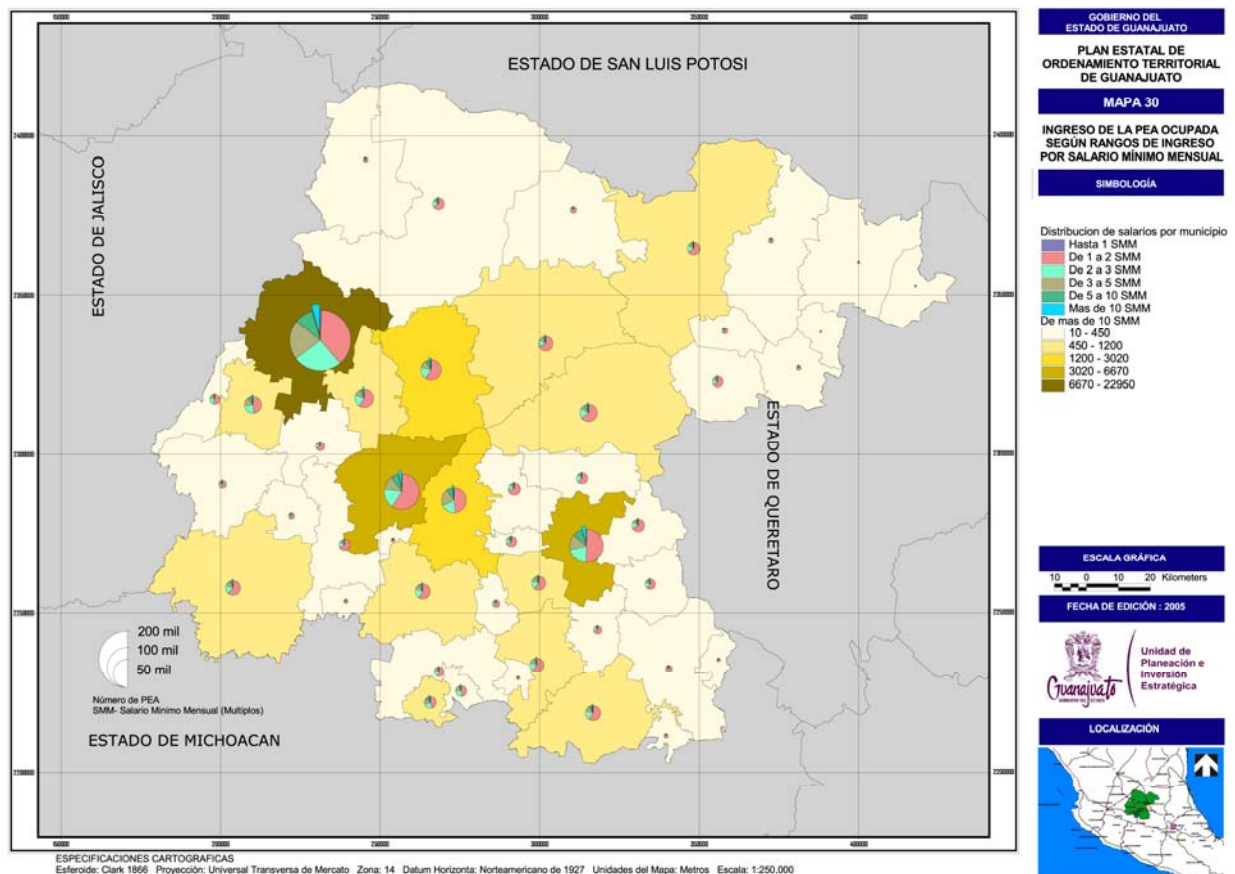 ESTADO DE SAN LUIS POTOSI
ESTADO DE JALISCO
ESTADO DE QUERETARO
ESTADO DE MICHOACAN
200 mil
100 mil
50 mil
Número de PEA
SMM- Salario Minimo Mensual (Multiplos)
ESPECIFICACIONES CARTOGRAFICAS
Esferoide: Clark 1866 Proyección: Universal Transversa de Mercato Zona: 14 Datum Horizonta: Norteamericano de 1927 Unidades del Mapa: Metros Escala: 1:250,000
GOBIERNO DEL
ESTADO DE GUANAJUATO
PLAN ESTATAL DE
ORDENAMIENTO TERRITORIAL
DE GUANAJUATO
MAPA 30
INGRESO DE LA PEA OCUPADA
SEGÚN RANGOS DE INGRESO
POR SALARIO MÍNIMO MENSUAL
SIMBOLOGÍA
Distribucion de salarios por municipio
Hasta 1 SMM
De 1 a 2 SMM
De 2 a 3 SMM
De 3 a 5 SMM
De 5 a 10 SMM
Mas de 10 SMM
De mas de 10 SMM
10 - 450
450 - 1200
1200 - 3020
3020 - 6670
6670 - 22950
ESCALA GRÁFICA
10 0 10 20 Kilometers
FECHA DE EDICIÓN : 2005
Guanajuato
Unidad de
Planeación e
Inversión
Estratégica
LOCALIZACIÓN